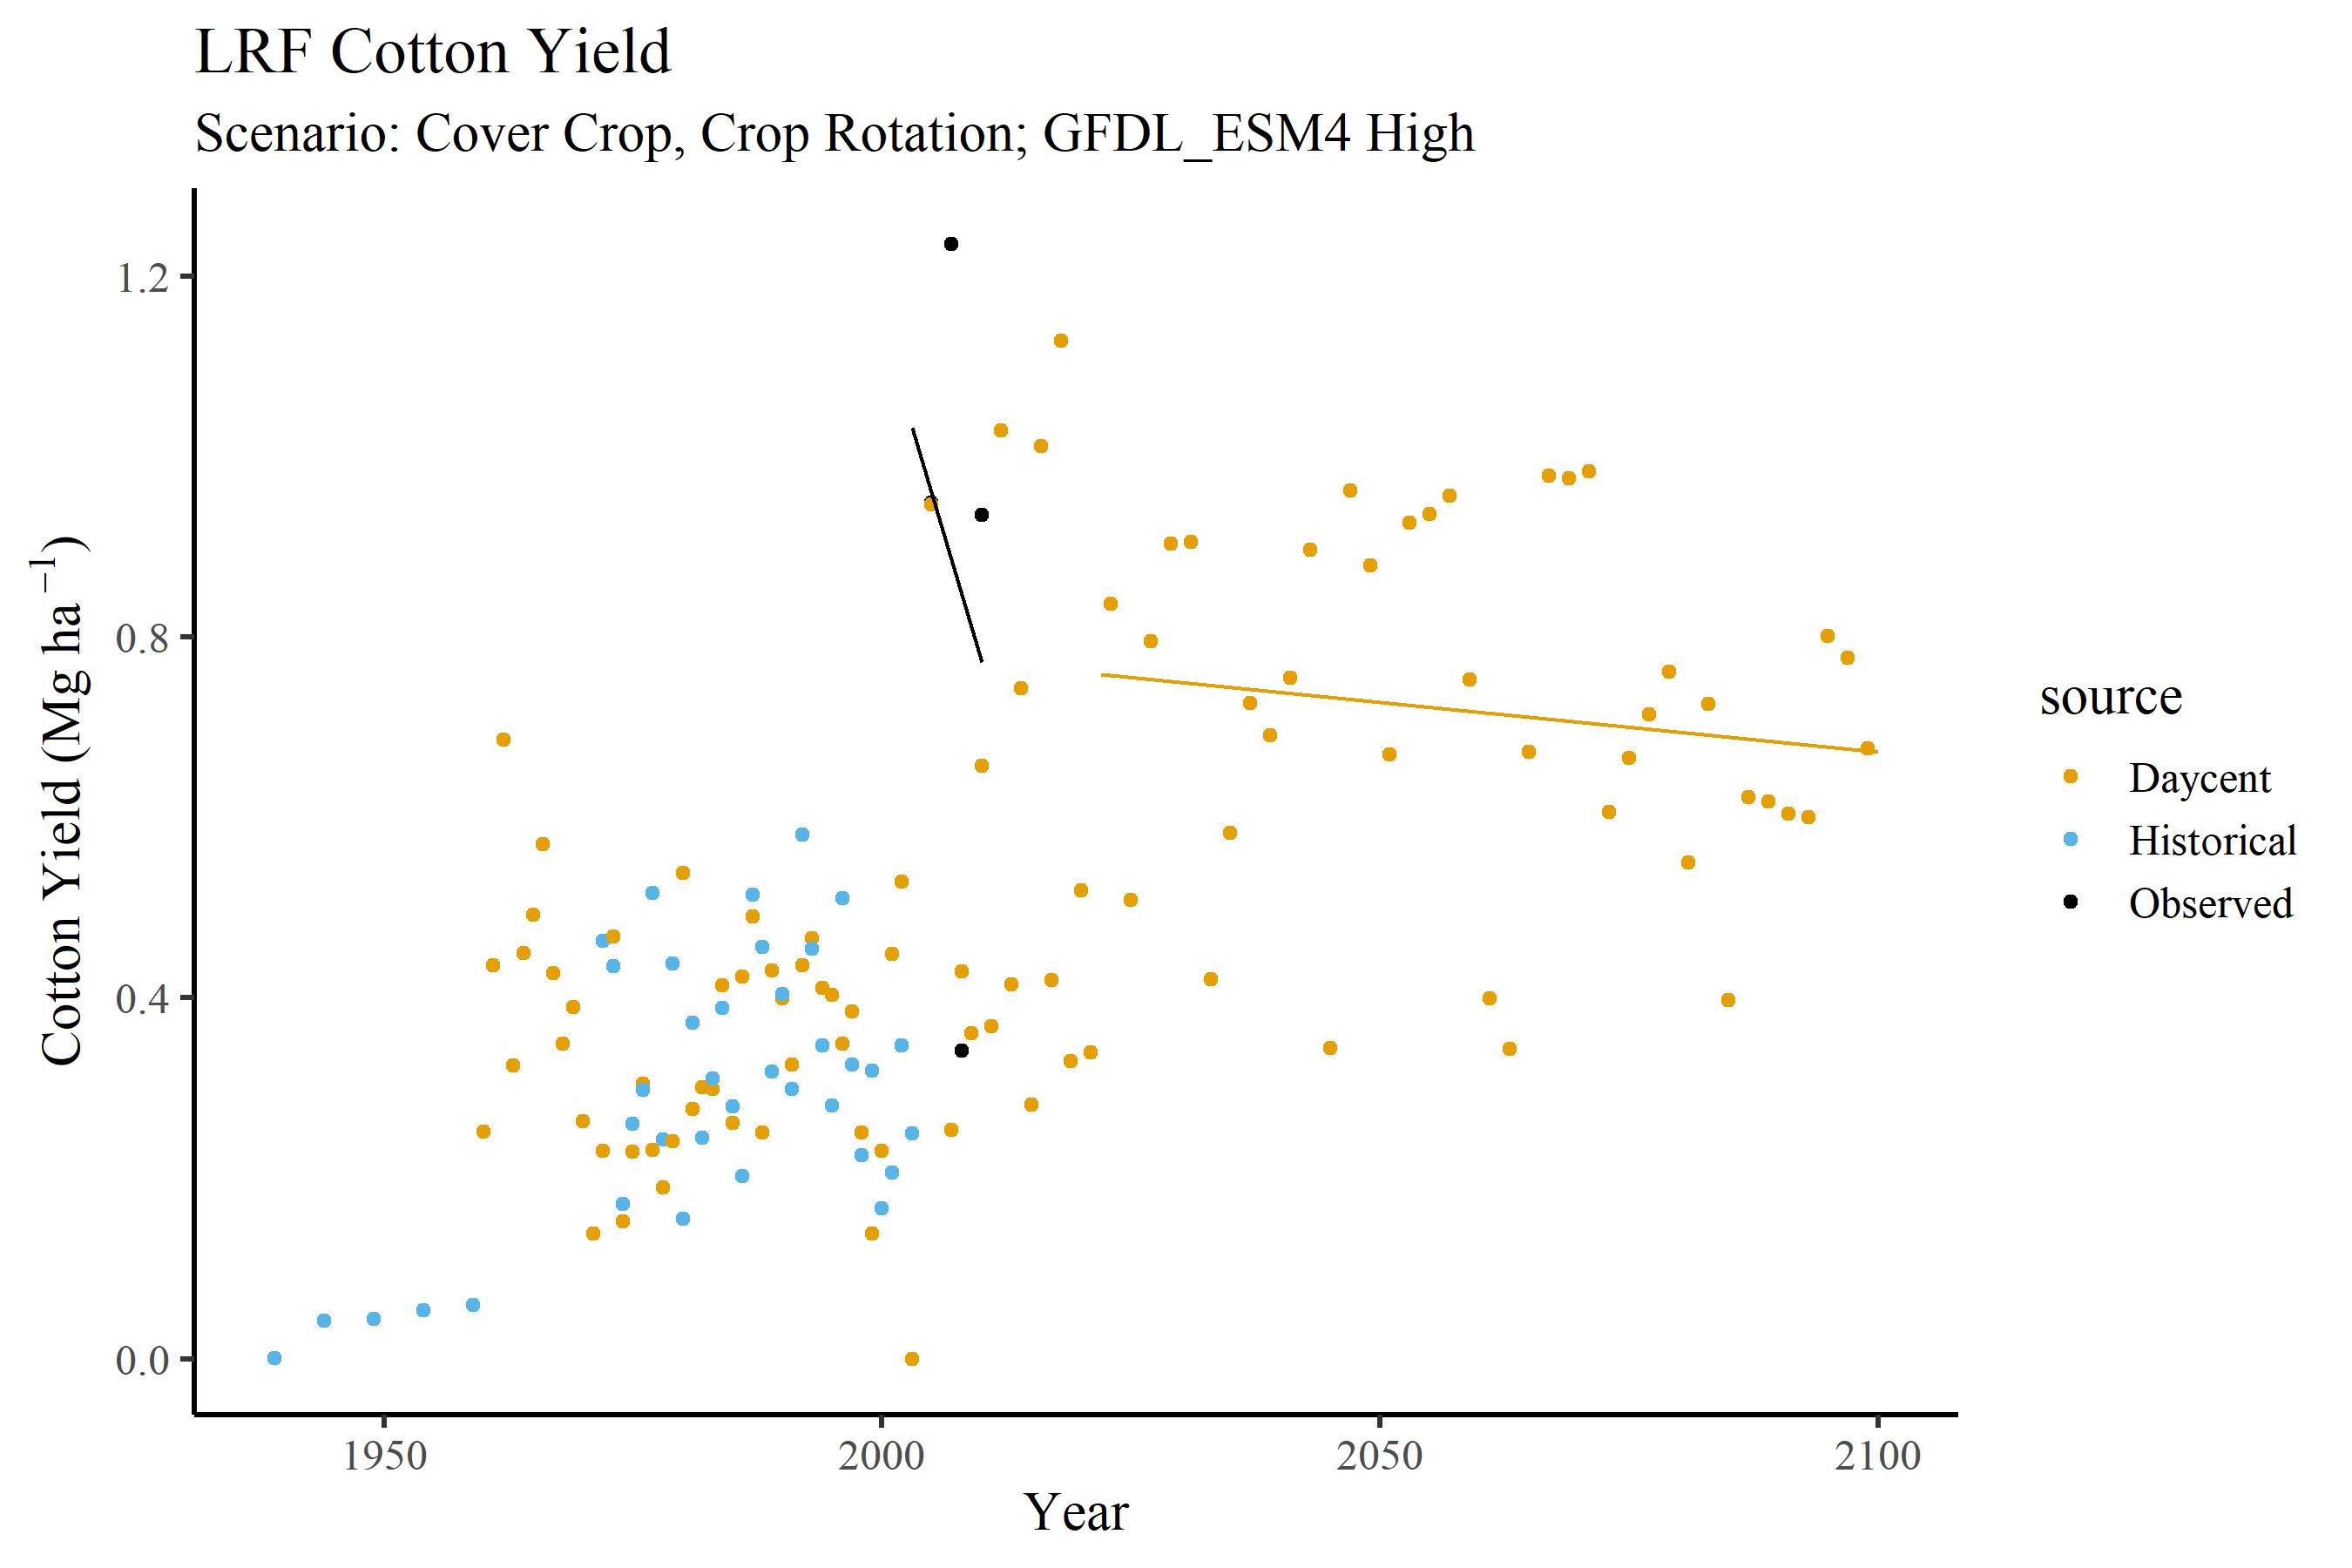 LRF Cotton Yield
Scenario: Cover Crop, Crop Rotation; GFDL_ESM4 High
Cotton Yield (Mg ha⁻¹)
1.2
0.8
0.4
0.0
1950
2000
2050
2100
Year
source
Daycent
Historical
Observed